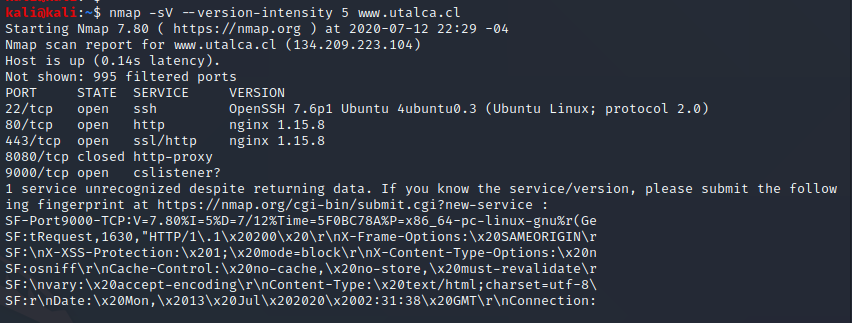 kali@kali:~$ nmap -sV --version-intensity 5 www.utalca.cl
Starting Nmap 7.80 ( https://nmap.org ) at 2020-07-12 22:29 -04
Nmap scan report for www.utalca.cl (134.209.223.104)
Host is up (0.14s latency).
Not shown: 995 filtered ports
PORT     STATE  SERVICE     VERSION
22/tcp   open   ssh         OpenSSH 7.6p1 Ubuntu 4ubuntu0.3 (Ubuntu Linux; protocol 2.0)
80/tcp   open   http        nginx 1.15.8
443/tcp  open   ssl/http    nginx 1.15.8
8080/tcp closed http-proxy
9000/tcp open   cslistener?
1 service unrecognized despite returning data. If you know the service/version, please submit the follow
ing fingerprint at https://nmap.org/cgi-bin/submit.cgi?new-service :
SF-Port9000-TCP:V=7.80%I=5%D=7/12%Time=5F0BC78A%P=x86_64-pc-linux-gnu%r(Ge
SF:tRequest,1630,"HTTP/1\.1\x20200\x20\r\nX-Frame-Options:\x20SAMEORIGIN\r
SF:\nX-XSS-Protection:\x201;\x20mode=block\r\nX-Content-Type-Options:\x20n
SF:osniff\r\nCache-Control:\x20no-cache,\x20no-store,\x20must-revalidate\r
SF:\nvary:\x20accept-encoding\r\nContent-Type:\x20text/html;charset=utf-8\
SF:r\nDate:\x20Mon,\x2013\x20Jul\x202020\x2002:31:38\x20GMT\r\nConnection: